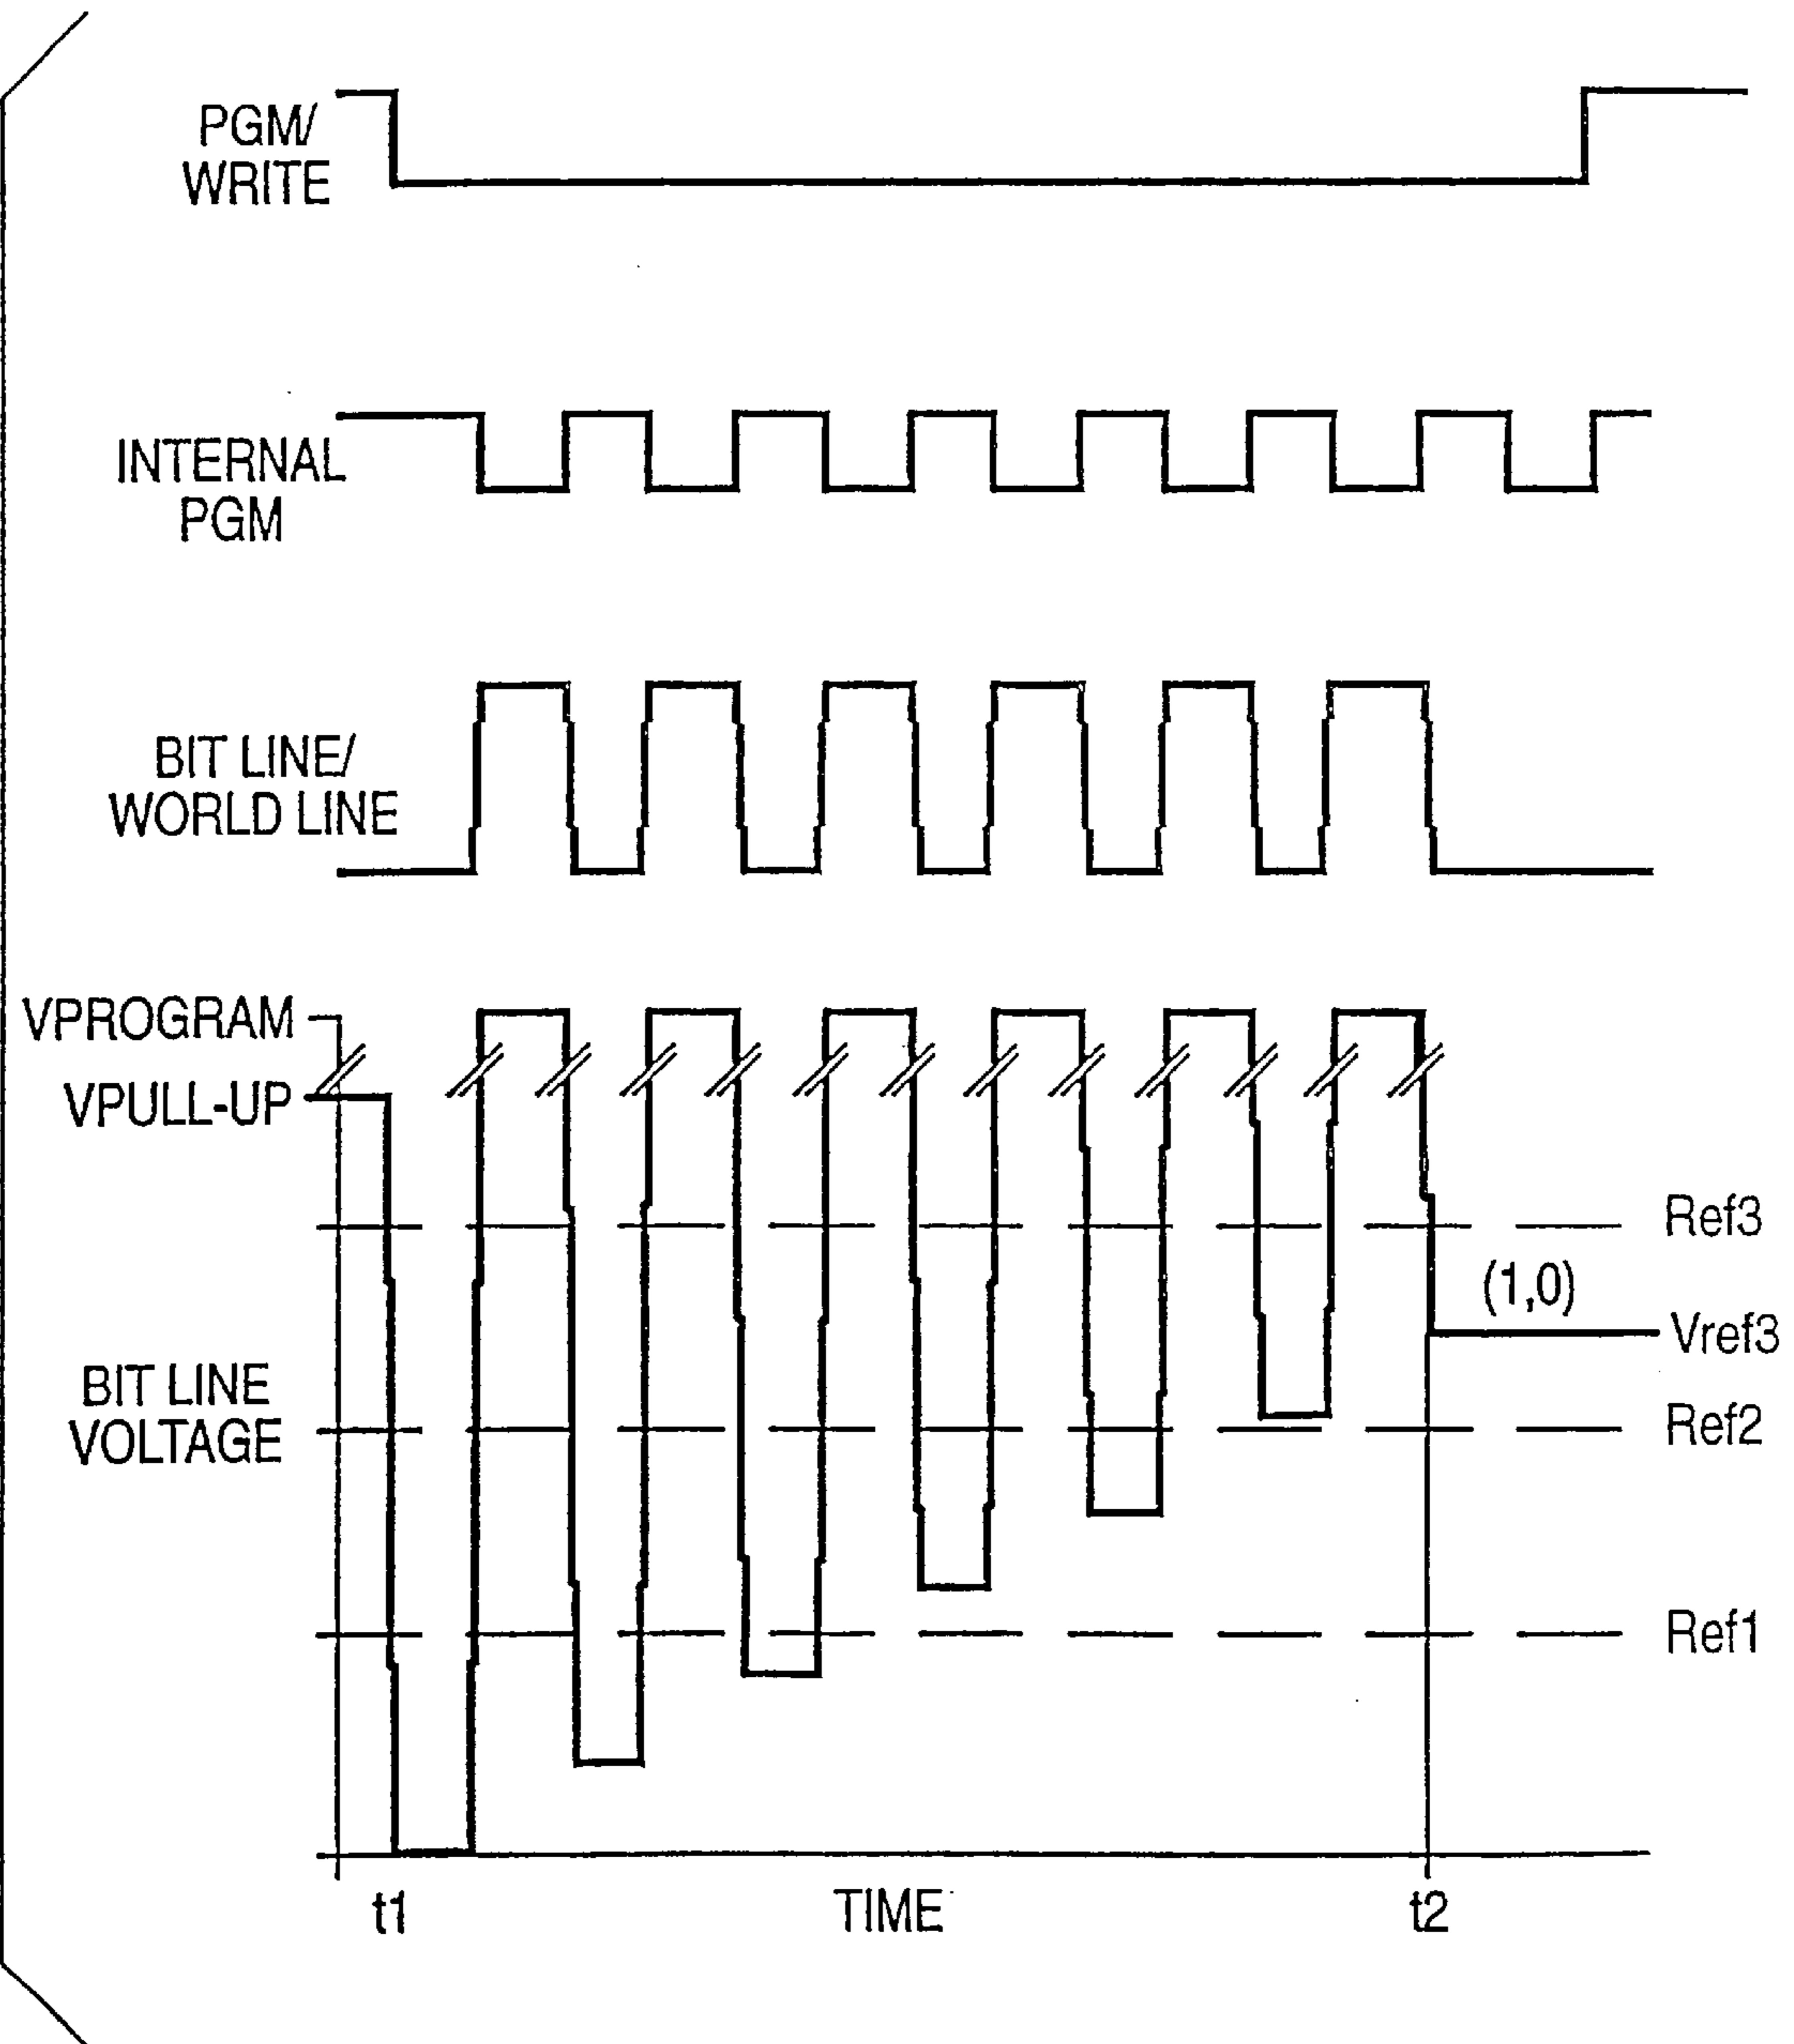 PGM/
WRITE
INTERNAL
PGM
BIT LINE/
WORLD LINE
VPROGRAM
VPULL-UP
Ref3
(1,0)
Vref3
BIT LINE
VOLTAGE
Ref2
Ref1
t1
TIME
t2